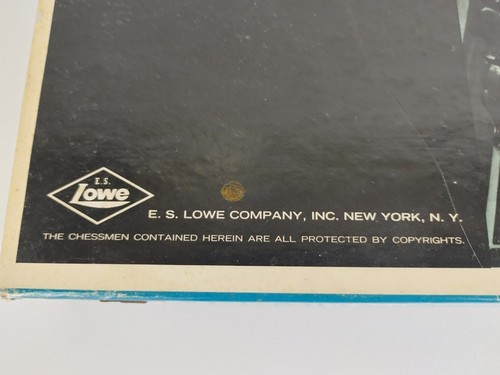 E.S.
Lowe
E. S. LOWE COMPANY, INC. NEW YORK, N. Y.
THE CHESSMEN CONTAINED HEREIN ARE ALL PROTECTED BY COPYRIGHTS.